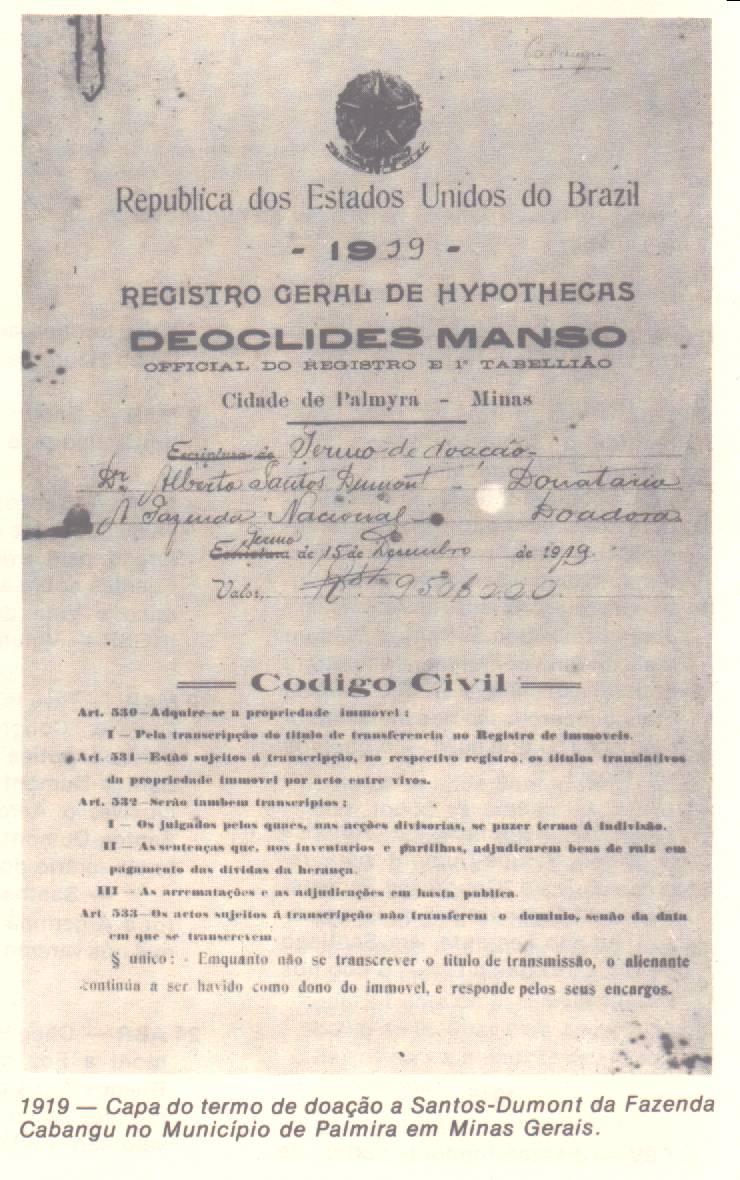 Cabangu
Republica dos Estados Unidos do Brazil
- 1919 -
REGISTRO GERAL DE HYPOTHECAS
DEOCLIDES MANSO
OFFICIAL DO REGISTRO E 1º TABELLIÃO
Cidade de Palmyra - Minas
Escriptura de Termo de doação-
Dr. Alberto Santos Dumont - Donataria
A Fazenda Nacional - Doadora
Termo
Escriptura de 15 de Dezembro de 1919.
Valor,
Codigo Civil
Art. 530—Adquire-se a propriedade immovel :
I — Pela transcripção do titulo de transferencia no Registro de immoveis.
Art. 531—Estão sujeitos á transcripção, no respectivo registro, os titulos translativos
da propriedade immovel por acto entre vivos.
Art. 532—Serão tambem transcriptos :
I — Os julgados pelos quaes, nas acções divisorias, se puzer termo á indivisão.
II — As sentenças que, nos inventarios e partilhas, adjudicarem bens de raiz em
pagamento das dividas da herança.
III — As arrematações e as adjudicações em hasta publica.
Art. 533—Os actos sujeitos á transcripção não transferem o dominio, senão da data
em que se transcrevem.
§ unico : - Emquanto não se transcrever o titulo de transmissão, o alienante
continúa a ser havido como dono do immovel, e responde pelos seus encargos.
1919 — Capa do termo de doação a Santos-Dumont da Fazenda
Cabangu no Município de Palmira em Minas Gerais.